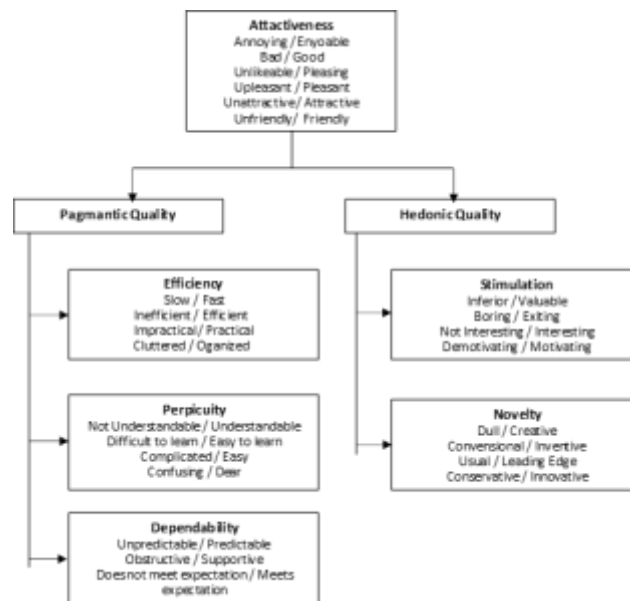 Attactiveness
Annoying / Enyoable
Bad / Good
Unlikeable / Pleasing
Upleasant / Pleasant
Unattractive / Attractive
Unfriendly / Friendly
Pagmantic Quality
Hedonic Quality
Efficiency
Slow / Fast
Inefficient / Efficient
Impractical / Practical
Cluttered / Oganized
Stimulation
Inferior / Valuable
Boring / Exiting
Not Interesting / Interesting
Demotivating / Motivating
Perpicuity
Not Understandable / Understandable
Difficult to learn / Easy to learn
Complicated / Easy
Confusing / Dear
Novelty
Dull / Creative
Convensional / Inventive
Usual / Leading Edge
Conservative / Innovative
Dependability
Unpredictable / Predictable
Obstructive / Supportive
Doesnot meet expectation / Meets
expectation